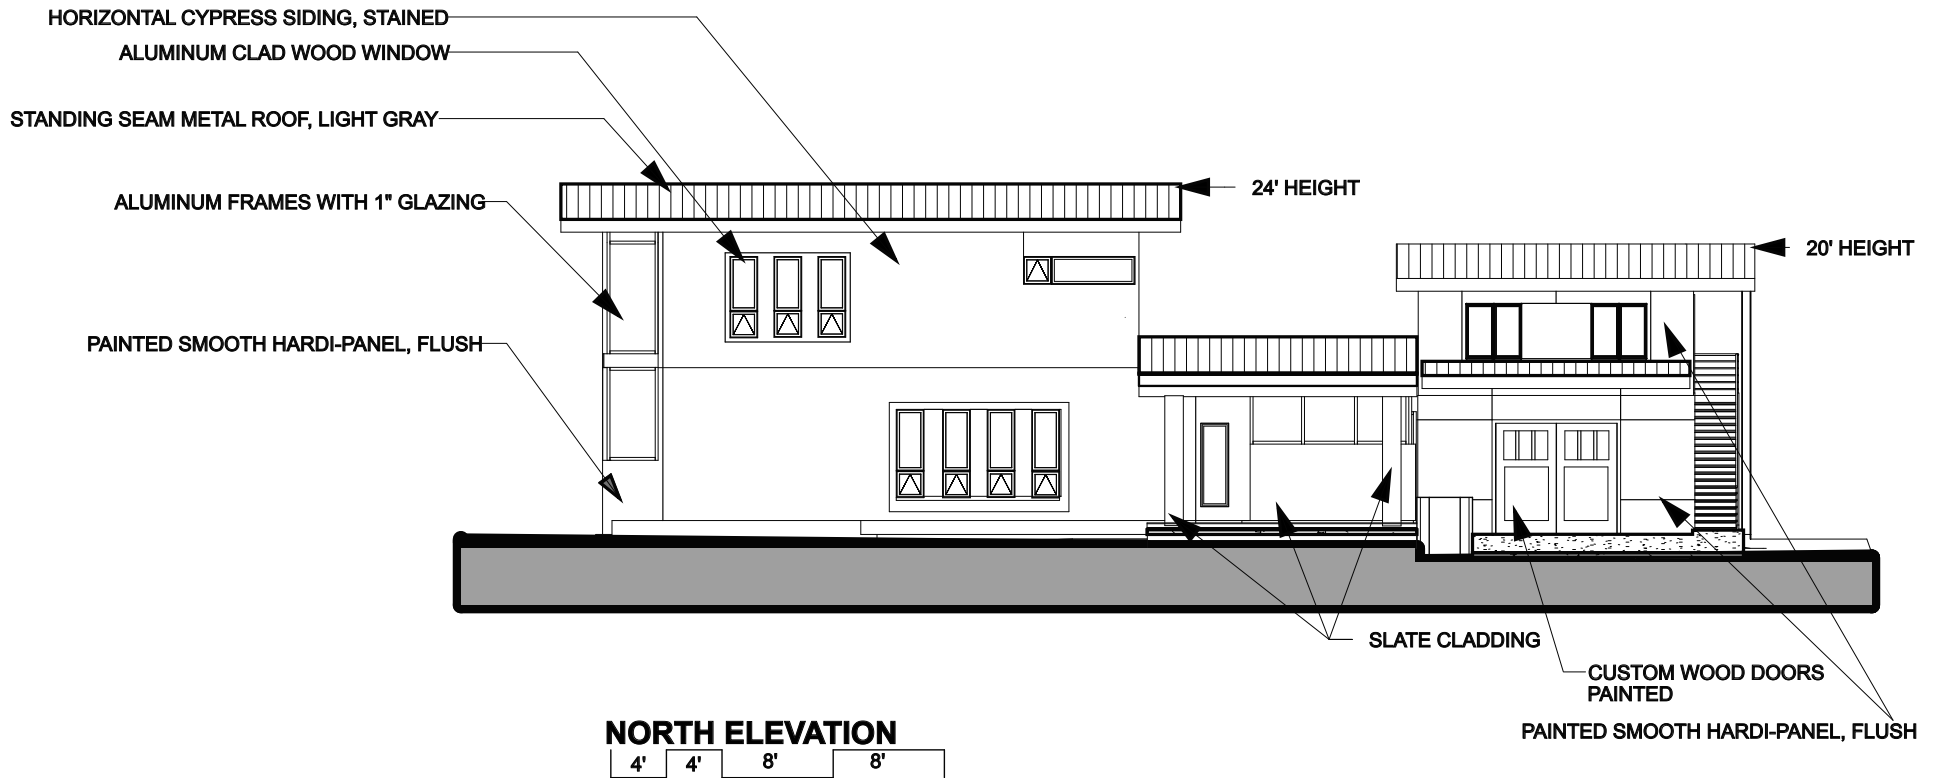 HORIZONTAL CYPRESS SIDING, STAINED
ALUMINUM CLAD WOOD WINDOW
STANDING SEAM METAL ROOF, LIGHT GRAY
ALUMINUM FRAMES WITH 1" GLAZING
PAINTED SMOOTH HARDI-PANEL, FLUSH
24' HEIGHT
20' HEIGHT
SLATE CLADDING
CUSTOM WOOD DOORS
PAINTED
PAINTED SMOOTH HARDI-PANEL, FLUSH
NORTH ELEVATION
4' 4' 8' 8'